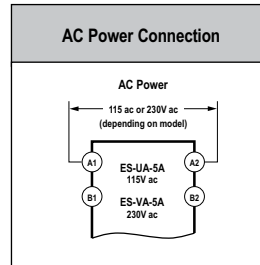 AC Power Connection
AC Power
115 ac or 230V ac
(depending on model)
A1
ES-UA-5A
115V ac
A2
B1
ES-VA-5A
230V ac
B2